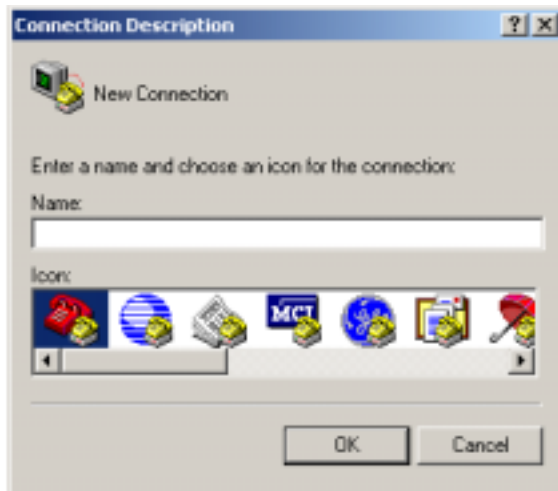 Connection Description
New Connection
Enter a name and choose an icon for the connection:
Name:
Icon:
MCI
OK Cancel